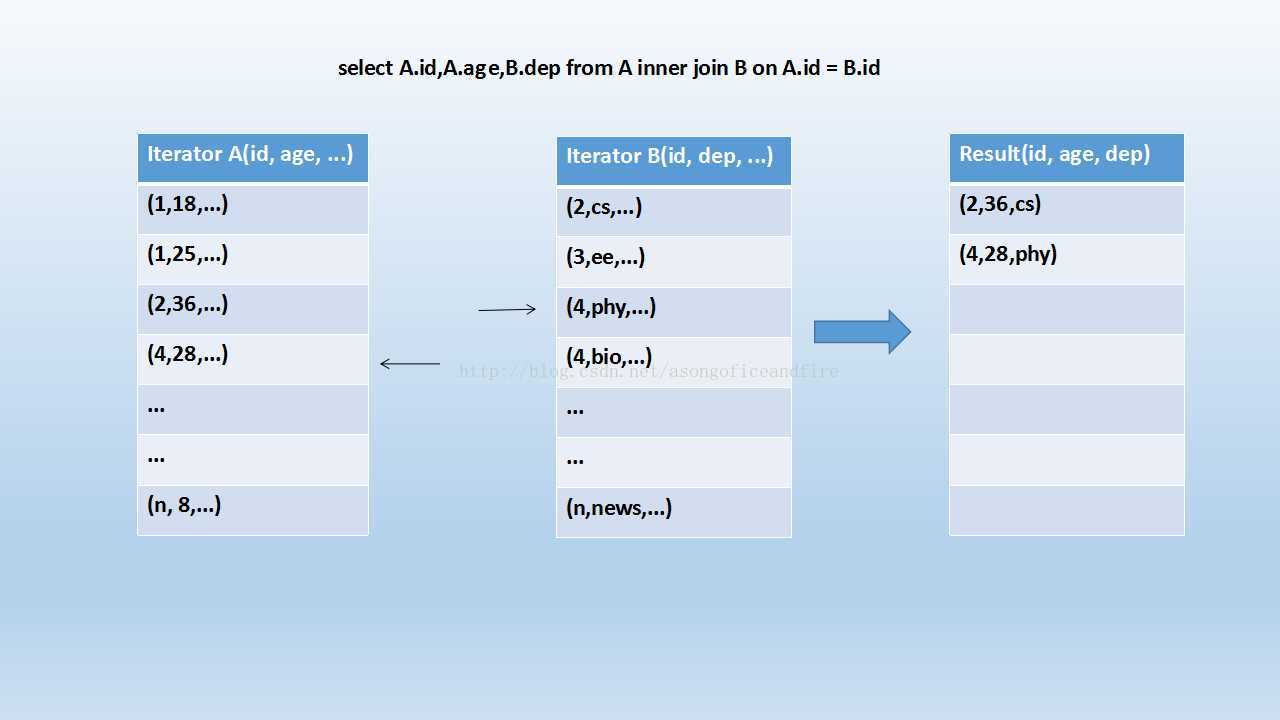 select A.id,A.age,B.dep from A inner join B on A.id = B.id
Iterator A(id, age, ...)
(1,18,...)
(1,25,...)
(2,36,...)
(4,28,...)
...
...
(n, 8,...)
Iterator B(id, dep, ...)
(2,cs,...)
(3,ee,...)
(4,phy,...)
(4,bio,...)
...
...
(n,news,...)
Result(id, age, dep)
(2,36,cs)
(4,28,phy)
http://blog.csdn.net/asongoficeandfire